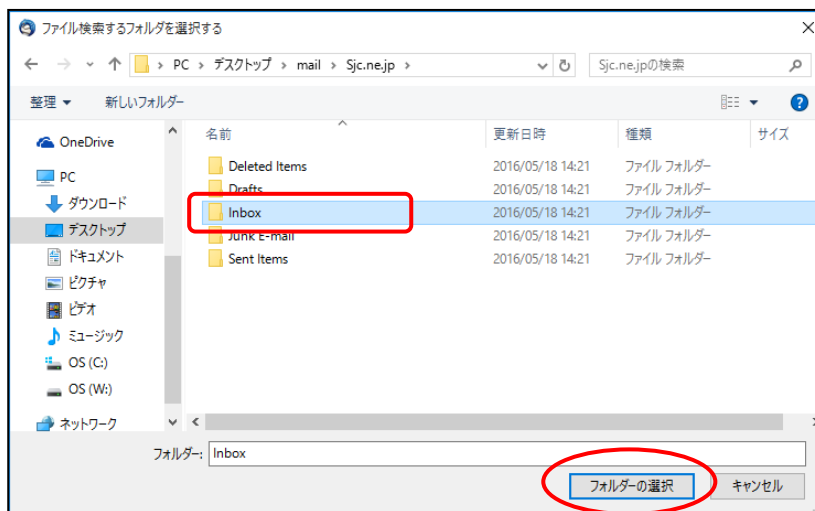 ファイル検索するフォルダを選択する
PC › デスクトップ › mail › Sjc.ne.jp ›
Sjc.ne.jpの検索
整理 新しいフォルダー
名前 更新日時 種類 サイズ
OneDrive
PC
ダウンロード
デスクトップ
ドキュメント
ピクチャ
ビデオ
ミュージック
OS (C:)
OS (W:)
ネットワーク
Deleted Items 2016/05/18 14:21 ファイル フォルダー
Drafts 2016/05/18 14:21 ファイル フォルダー
Inbox 2016/05/18 14:21 ファイル フォルダー
Junk E-mail 2016/05/18 14:21 ファイル フォルダー
Sent Items 2016/05/18 14:21 ファイル フォルダー
フォルダー: Inbox
フォルダーの選択 キャンセル